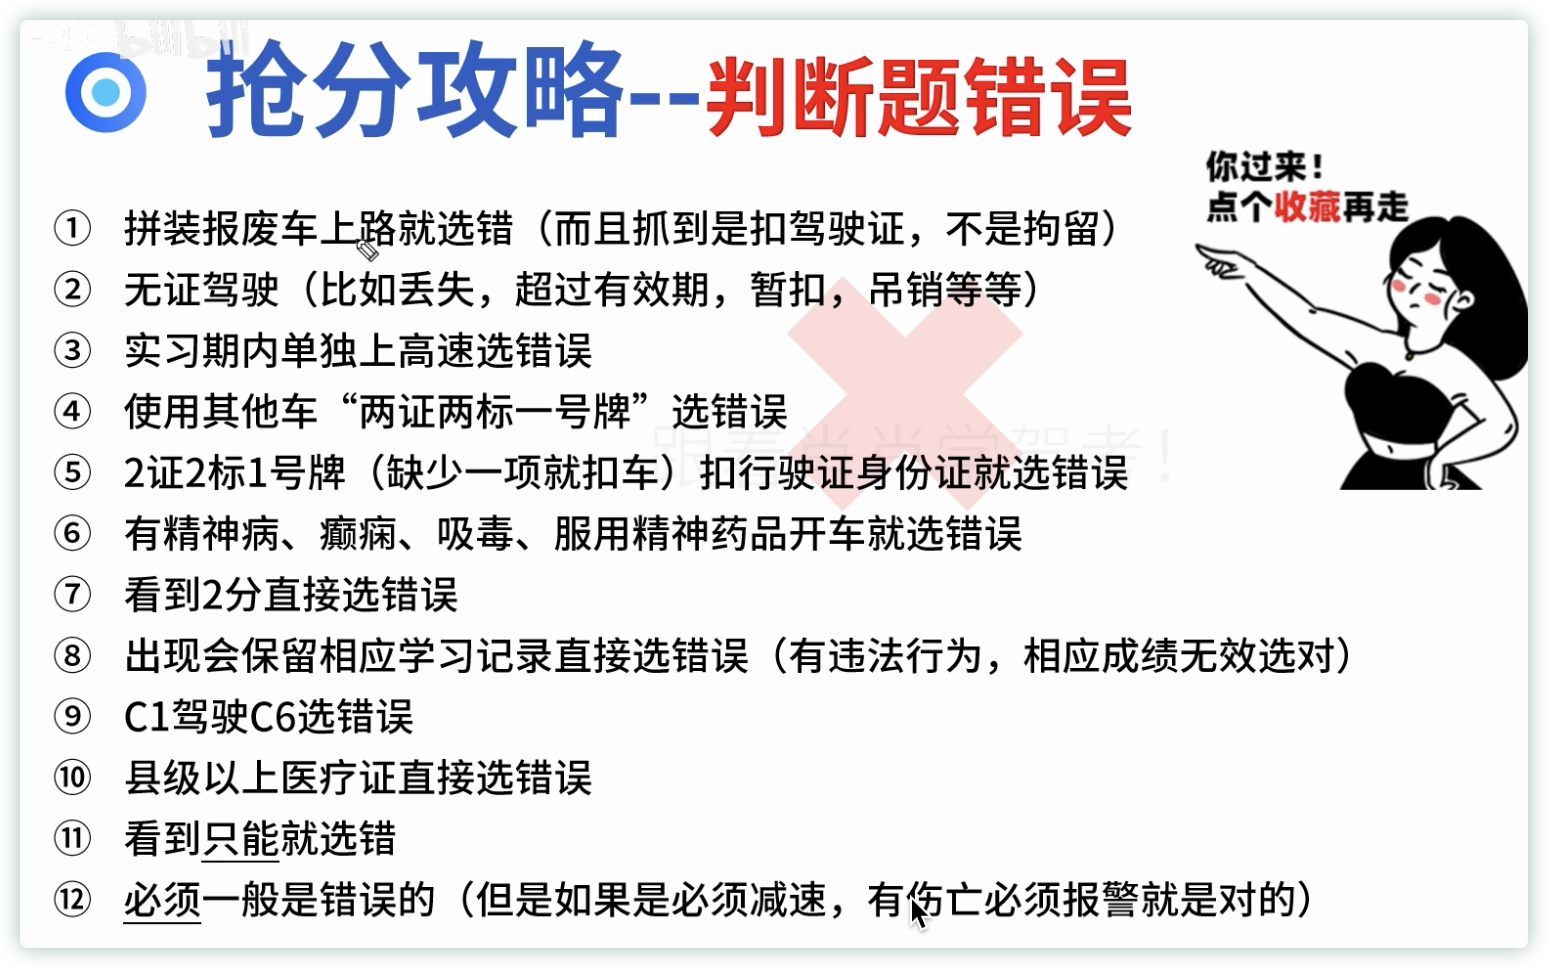 bilibili
抢分攻略--判断题错误
你过来！
点个收藏再走
① 拼装报废车上路就选错（而且抓到是扣驾驶证，不是拘留）
② 无证驾驶（比如丢失，超过有效期，暂扣，吊销等等）
③ 实习期内单独上高速选错误
④ 使用其他车“两证两标一号牌”选错误
跟着肖肖学驾考！
⑤ 2证2标1号牌（缺少一项就扣车）扣行驶证身份证就选错误
⑥ 有精神病、癫痫、吸毒、服用精神药品开车就选错误
⑦ 看到2分直接选错误
⑧ 出现会保留相应学习记录直接选错误（有违法行为，相应成绩无效选对）
⑨ C1驾驶C6选错误
⑩ 县级以上医疗证直接选错误
⑪ 看到只能就选错
⑫ 必须一般是错误的（但是如果是必须减速，有伤亡必须报警就是对的）